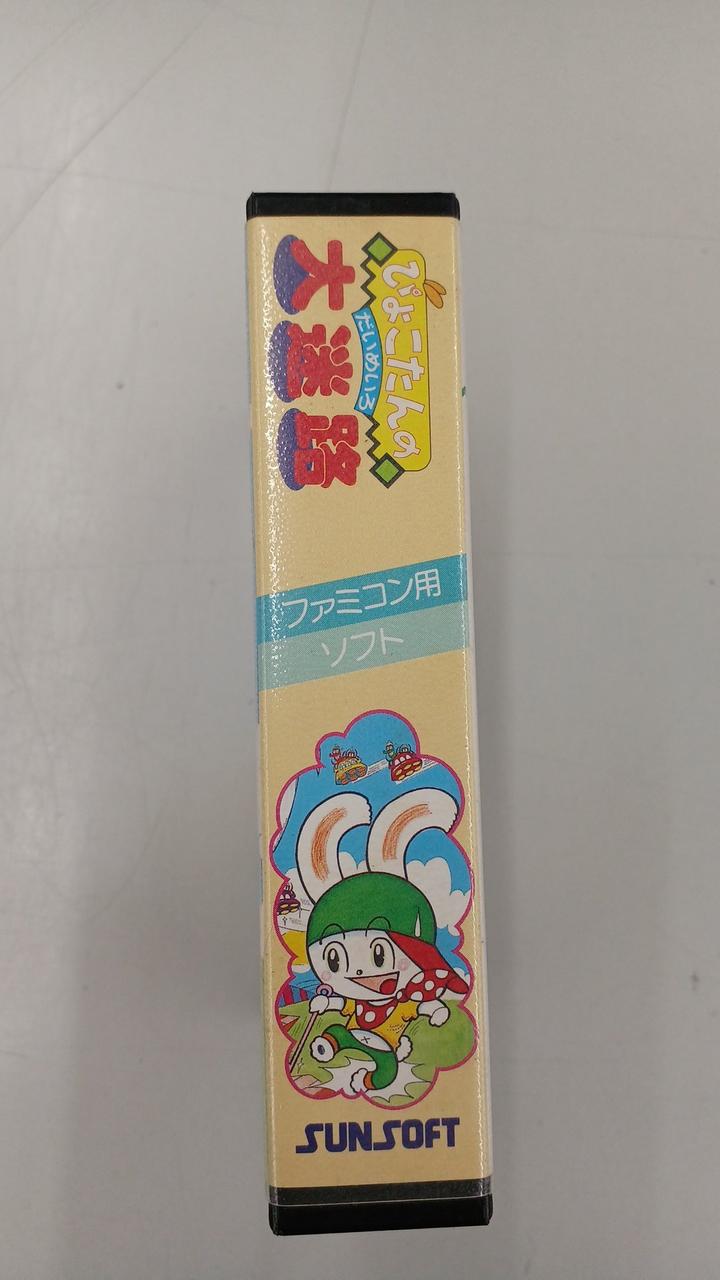 ぴょこたんの
だいめいろ
大迷路
ファミコン用
ソフト
SUNSOFT